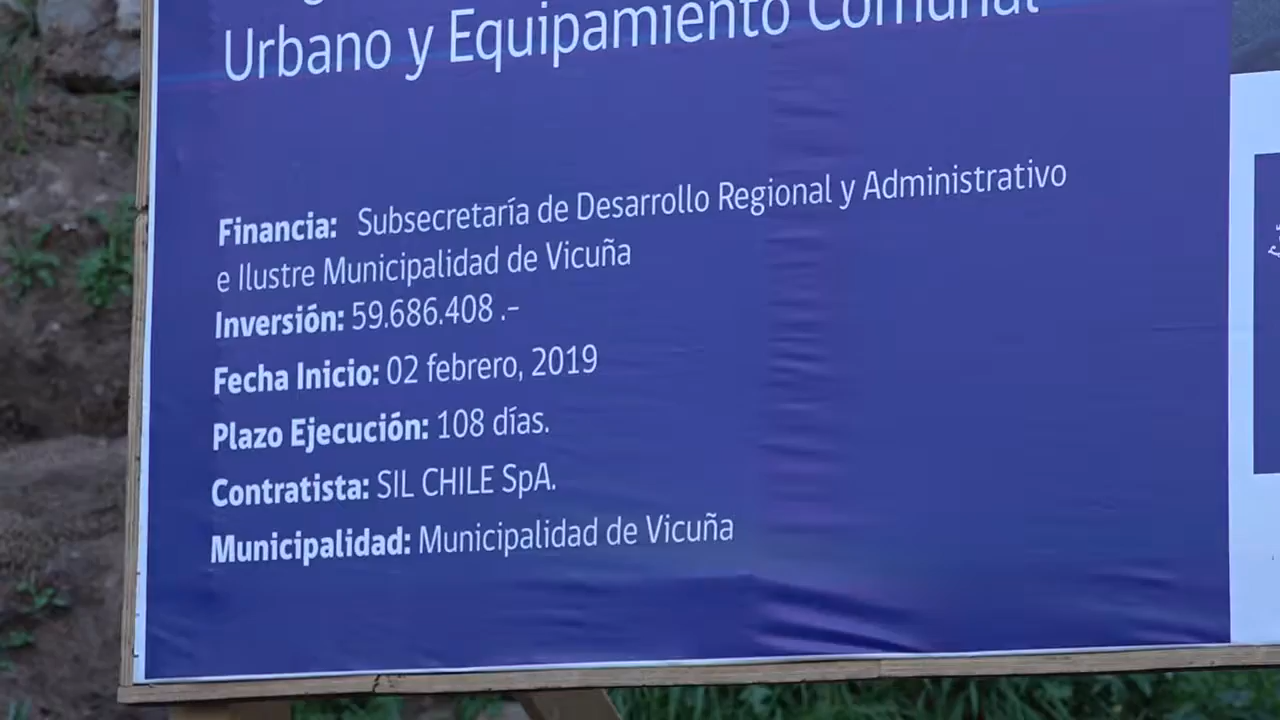 Urbano y Equipamiento Comunal
Financia: Subsecretaría de Desarrollo Regional y Administrativo
e Ilustre Municipalidad de Vicuña
Inversión: 59.686.408 .-
Fecha Inicio: 02 febrero, 2019
Plazo Ejecución: 108 días.
Contratista: SIL CHILE SpA.
Municipalidad: Municipalidad de Vicuña